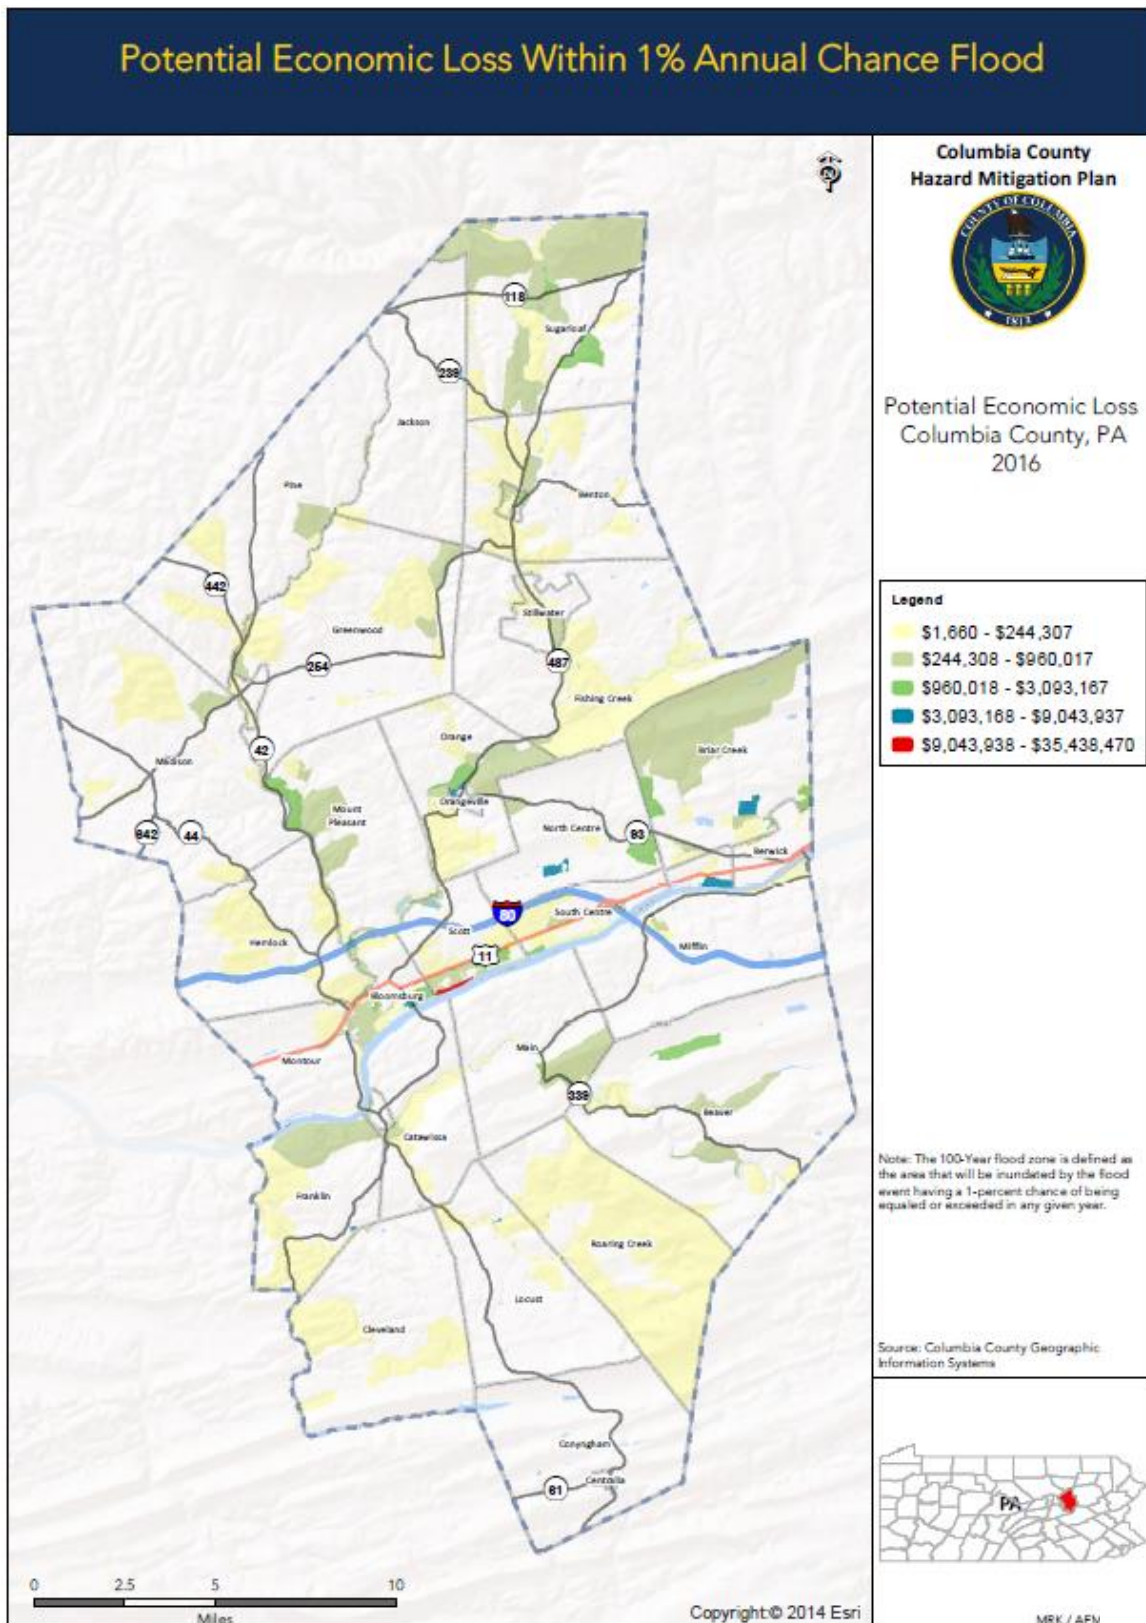 Potential Economic Loss Within 1% Annual Chance Flood
Columbia County
Hazard Mitigation Plan
COUNTY OF COLUMBIA
1813
Potential Economic Loss
Columbia County, PA
2016
Legend
$1,660 - $244,307
$244,308 - $960,017
$960,018 - $3,093,167
$3,093,168 - $9,043,937
$9,043,938 - $35,438,470
Note: The 100-Year flood zone is defined as
the area that will be inundated by the flood
event having a 1-percent chance of being
equaled or exceeded in any given year.
Source: Columbia County Geographic
Information Systems
PA
MRK / AEN
118
Sugarloaf
239
Jackson
Pine
Benton
442
Stillwater
Greenwood
254
487
Fishing Creek
Orange
42
Briar Creek
Madison
Orangeville
Mount
Pleasant
North Centre
642
44
93
Berwick
80
South Centre
Scott
Hemlock
11
Mifflin
Bloomsburg
Main
Montour
339
Beaver
Catawissa
Franklin
Roaring Creek
Locust
Cleveland
Conyngham
Centralia
61
0 2.5 5 10
Miles
Copyright:© 2014 Esri